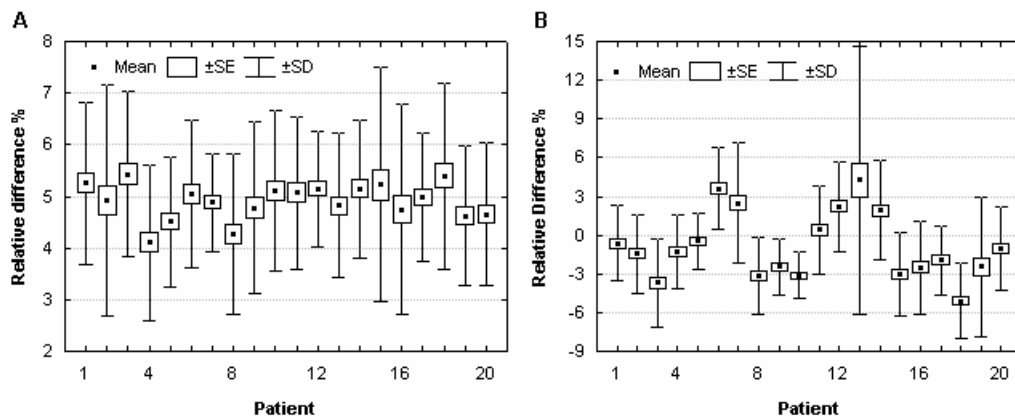 A
Relative difference %
8
7
6
5
4
3
2
Mean ±SE ±SD
1 4 8 12 16 20
Patient
B
Relative Difference %
15
12
9
6
3
0
-3
-6
-9
Mean ±SE ±SD
1 4 8 12 16 20
Patient